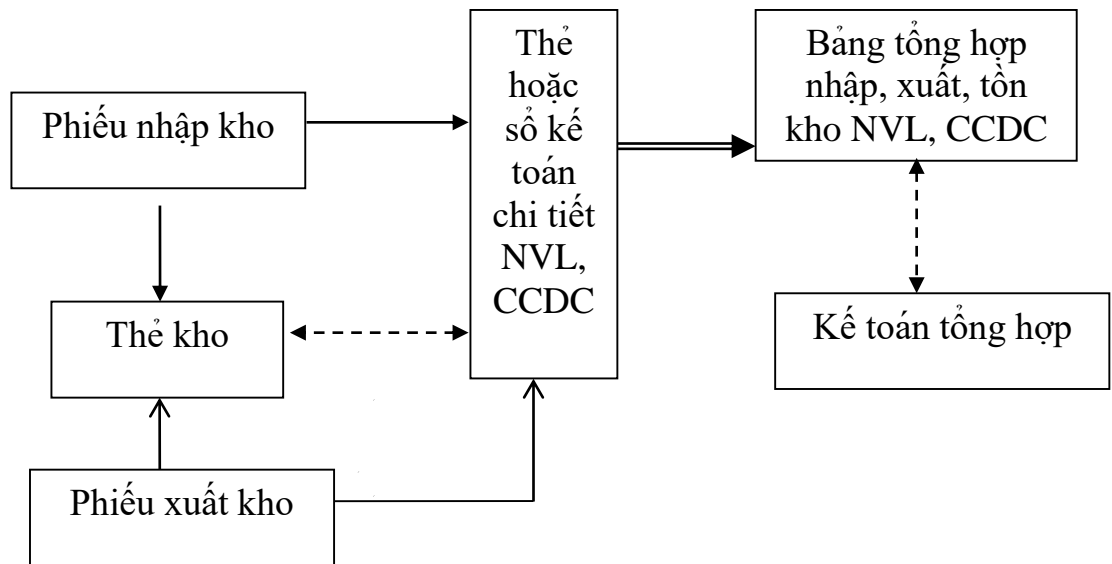 Phiếu nhập kho
Thẻ kho
Phiếu xuất kho
Thẻ
hoặc
sổ kế
toán
chi tiết
NVL,
CCDC
Bảng tổng hợp
nhập, xuất, tồn
kho NVL, CCDC
Kế toán tổng hợp